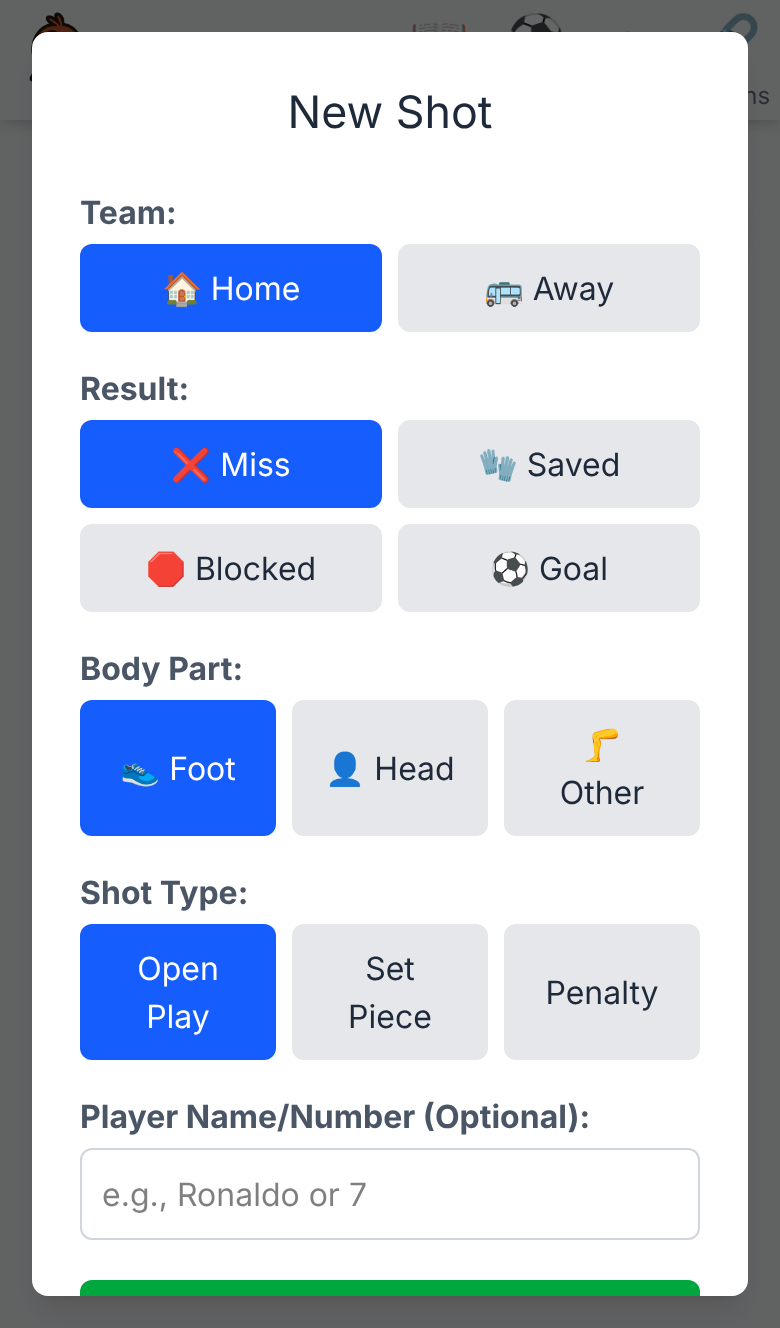 New Shot
Team:
🏠 Home
🚌 Away
Result:
❌ Miss
🧤 Saved
🛑 Blocked
⚽ Goal
Body Part:
👟 Foot
👤 Head
🦵
Other
Shot Type:
Open
Play
Set
Piece
Penalty
Player Name/Number (Optional):
e.g., Ronaldo or 7